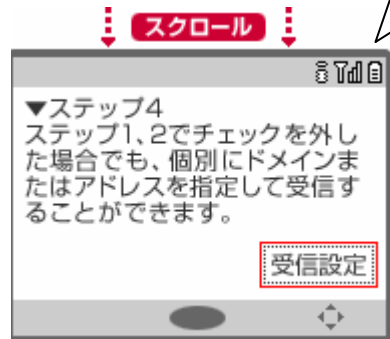 スクロール
▼ステップ4
ステップ1、2でチェックを外し
た場合でも、個別にドメインま
たはアドレスを指定して受信す
ることができます。
受信設定